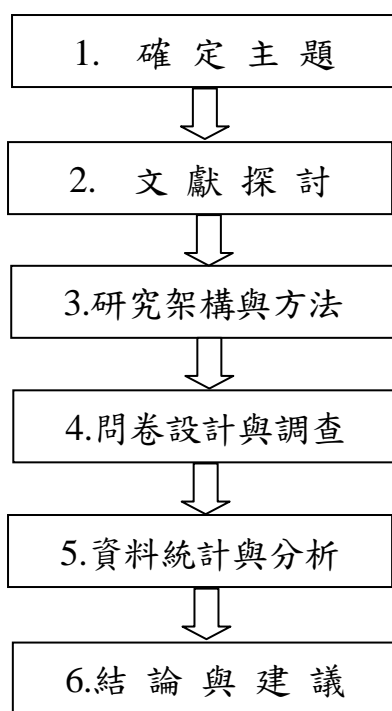 1. 確定主題
2. 文獻探討
3.研究架構與方法
4.問卷設計與調查
5.資料統計與分析
6.結論與建議